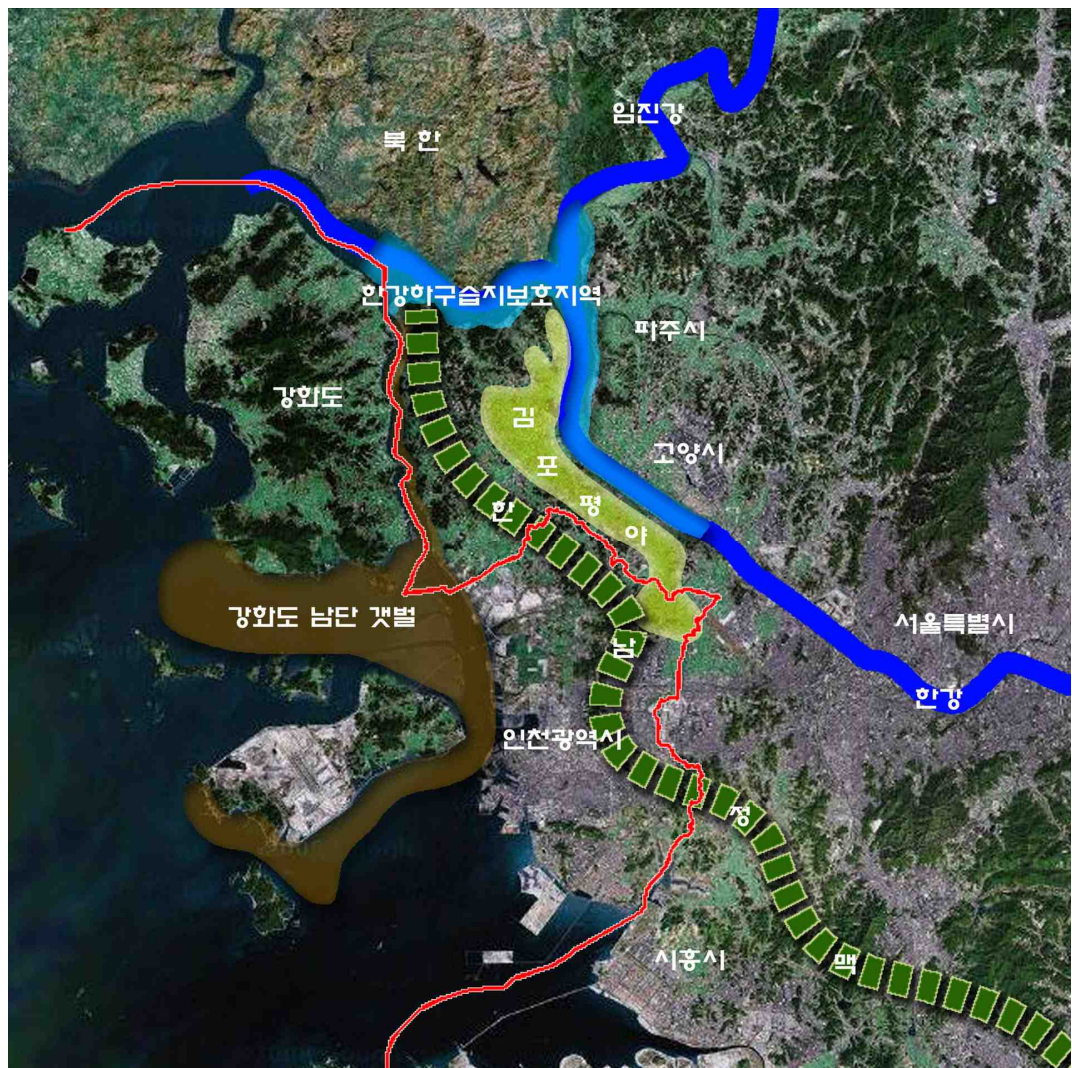 임진강
북 한
한강하구습지보호지역
파주시
강화도
김포평야
고양시
강화도 남단 갯벌
서울특별시
한강
인천광역시
한남정맥
시흥시